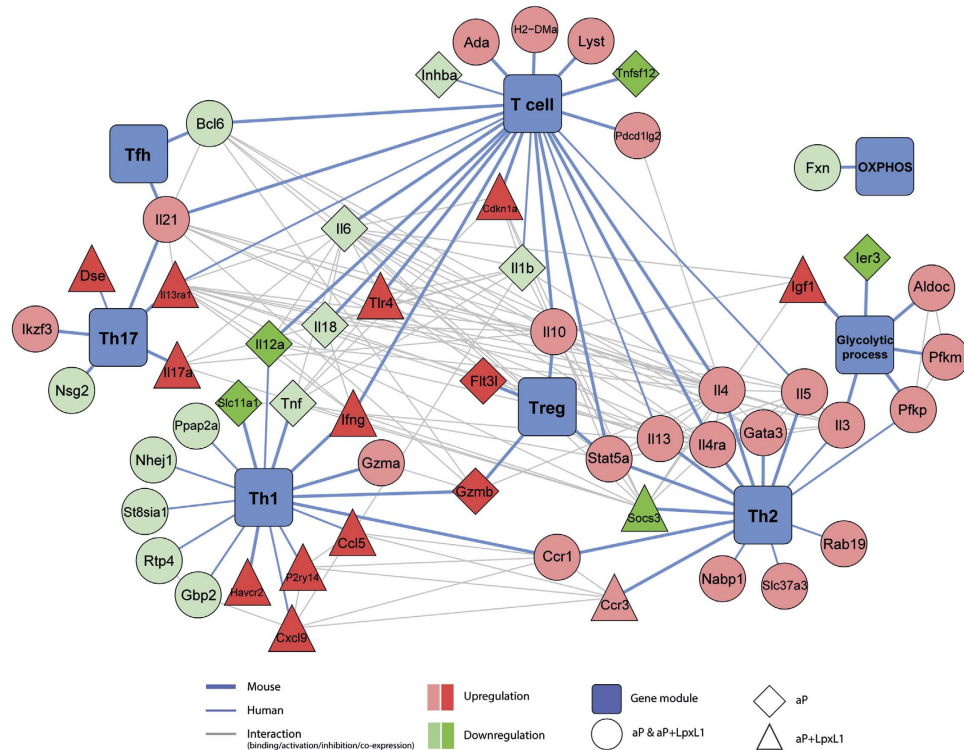 Ada
H2-DMa
Lyst
Inhba
Tnfsf12
T cell
Pdcd1lg2
Bcl6
Tfh
Fxn
OXPHOS
Il21
Cdkn1a
Il6
Ier3
Dse
Il13ra1
Tlr4
Il1b
Igf1
Aldoc
Ikzf3
Th17
Il12a
Il18
Il10
Glycolytic
process
Pfkm
Nsg2
Il17a
Flt3l
Il4
Il5
Pfkp
Slc11a1
Tnf
Ppap2a
Ifng
Treg
Il13
Il4ra
Gata3
Il3
Nhej1
Gzma
Stat5a
Th1
Gzmb
St8sia1
Socs3
Th2
Rtp4
Ccl5
Ccr1
Rab19
Gbp2
Havcr2
P2ry14
Nabp1
Slc37a3
Cxcl9
Ccr3
Mouse
Human
Interaction
(binding/activation/inhibition/co-expression)
Upregulation
Downregulation
Gene module
aP & aP+LpxL1
aP
aP+LpxL1